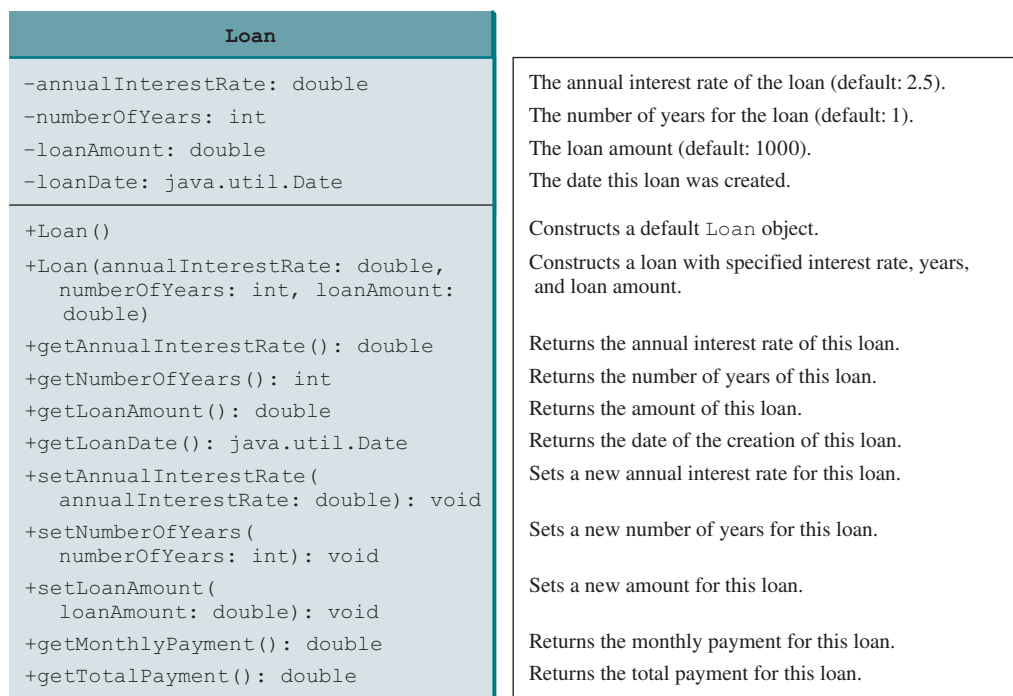 Loan
-annualInterestRate: double
The annual interest rate of the loan (default: 2.5).
-numberOfYears: int
The number of years for the loan (default: 1).
-loanAmount: double
The loan amount (default: 1000).
-loanDate: java.util.Date
The date this loan was created.
+Loan()
Constructs a default Loan object.
+Loan(annualInterestRate: double,
numberOfYears: int, loanAmount:
double)
Constructs a loan with specified interest rate, years,
and loan amount.
+getAnnualInterestRate(): double
Returns the annual interest rate of this loan.
+getNumberOfYears(): int
Returns the number of years of this loan.
+getLoanAmount(): double
Returns the amount of this loan.
+getLoanDate(): java.util.Date
Returns the date of the creation of this loan.
+setAnnualInterestRate(
annualInterestRate: double): void
Sets a new annual interest rate for this loan.
+setNumberOfYears(
numberOfYears: int): void
Sets a new number of years for this loan.
+setLoanAmount(
loanAmount: double): void
Sets a new amount for this loan.
+getMonthlyPayment(): double
Returns the monthly payment for this loan.
+getTotalPayment(): double
Returns the total payment for this loan.